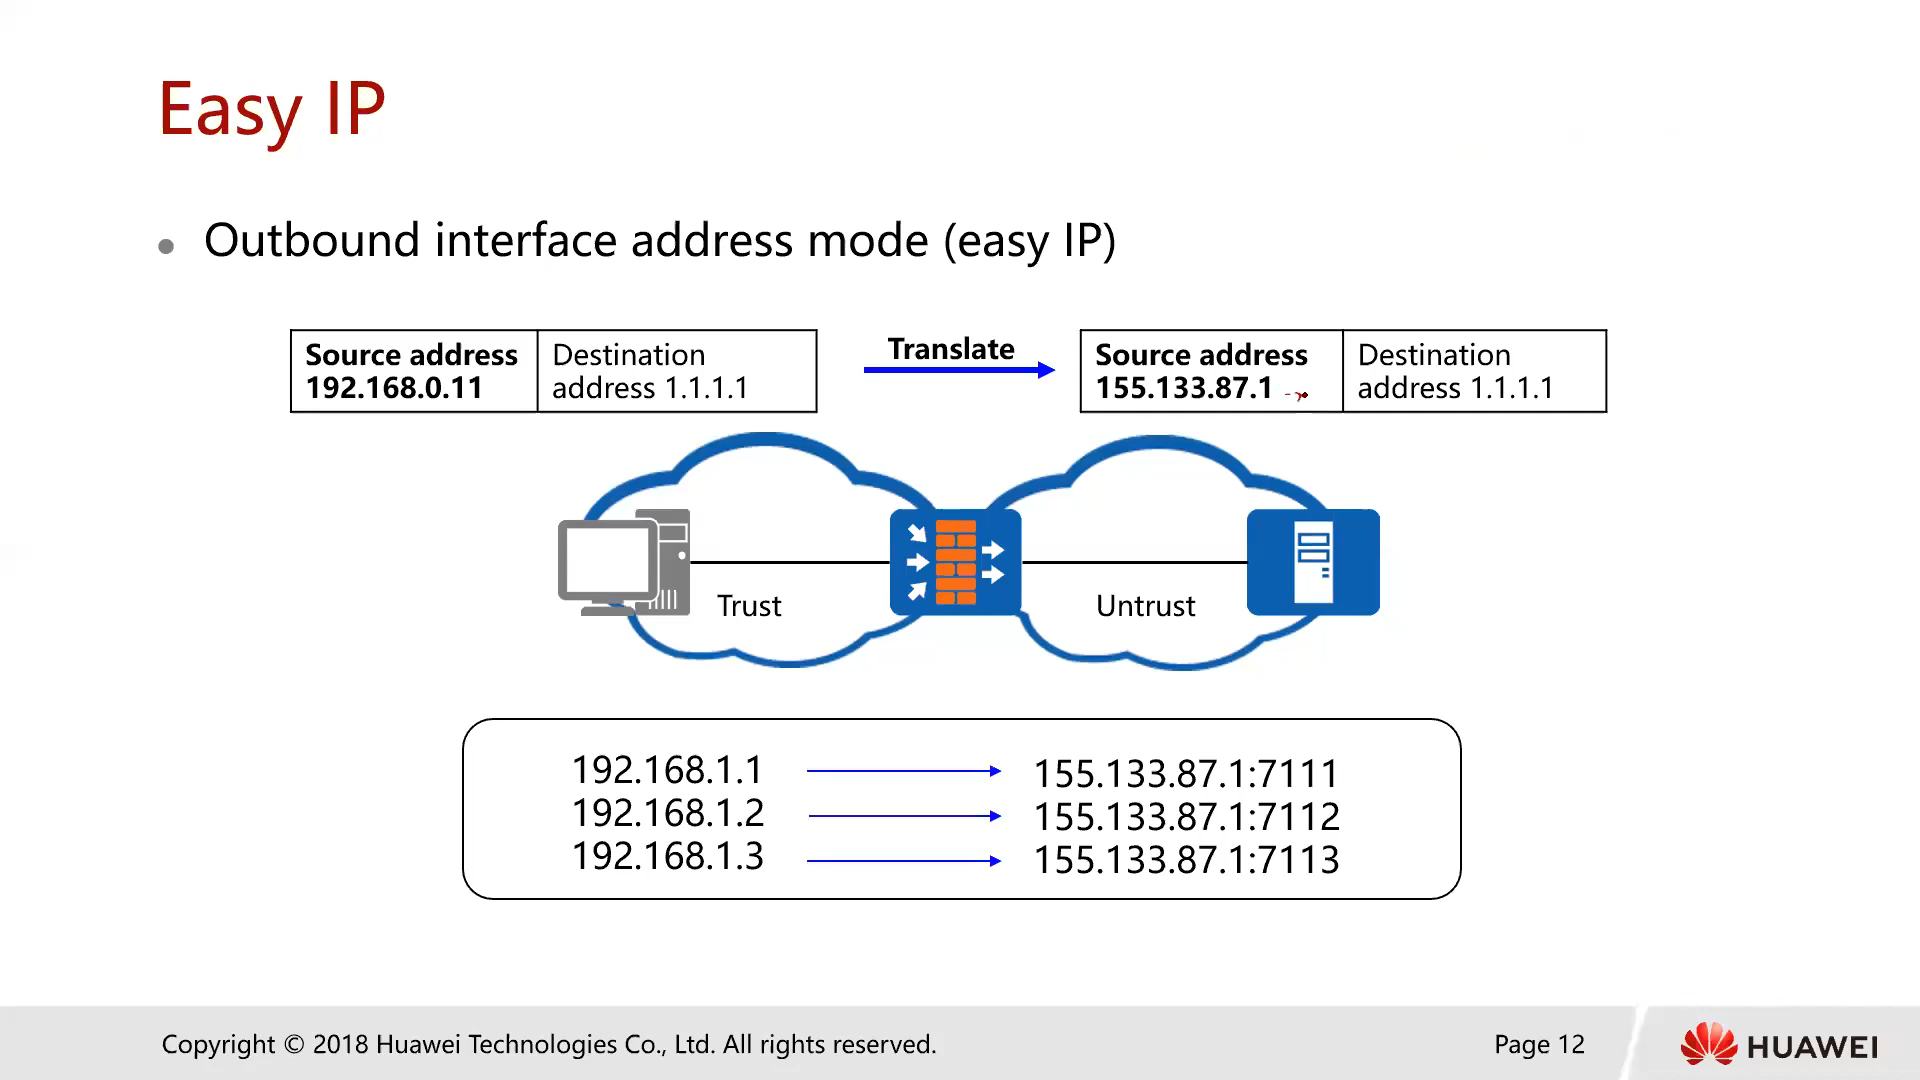 Easy IP
Outbound interface address mode (easy IP)
Source address
192.168.0.11
Destination
address 1.1.1.1
Translate
Source address
155.133.87.1
Destination
address 1.1.1.1
Trust
Untrust
192.168.1.1
155.133.87.1:7111
192.168.1.2
155.133.87.1:7112
192.168.1.3
155.133.87.1:7113
Copyright © 2018 Huawei Technologies Co., Ltd. All rights reserved.
Page 12
HUAWEI